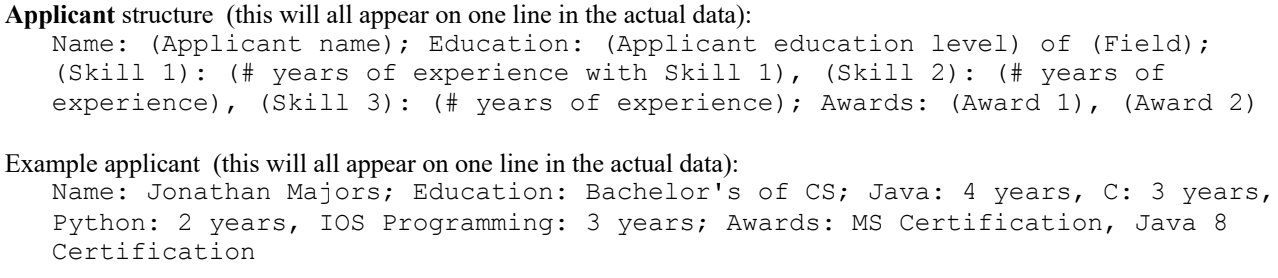 Applicant structure (this will all appear on one line in the actual data):
Name: (Applicant name); Education: (Applicant education level) of (Field);
(Skill 1): (# years of experience with Skill 1), (Skill 2): (# years of
experience), (Skill 3): (# years of experience); Awards: (Award 1), (Award 2)
Example applicant (this will all appear on one line in the actual data):
Name: Jonathan Majors; Education: Bachelor's of CS; Java: 4 years, C: 3 years,
Python: 2 years, IOS Programming: 3 years; Awards: MS Certification, Java 8
Certification